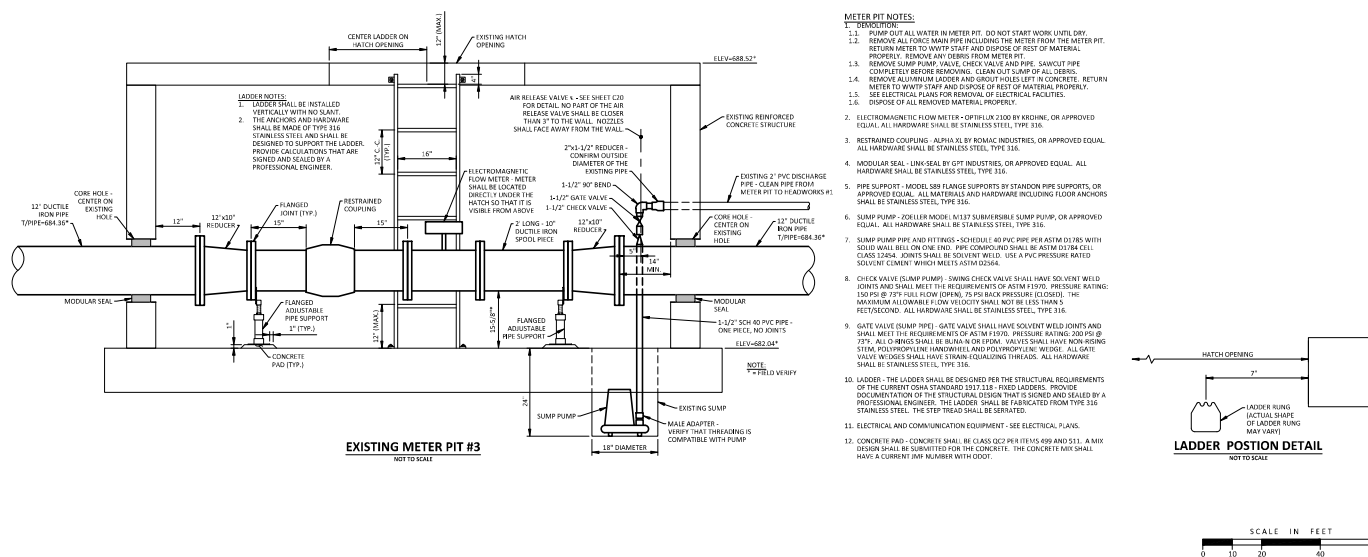 CENTER LADDER ON
HATCH OPENING
12" (MAX.)
EXISTING HATCH
OPENING
ELEV=688.52*
4"
LADDER NOTES:
1. LADDER SHALL BE INSTALLED
VERTICALLY WITH NO SLANT.
2. THE ANCHORS AND HARDWARE
SHALL BE MADE OF TYPE 316
STAINLESS STEEL AND SHALL BE
DESIGNED TO SUPPORT THE LADDER.
PROVIDE CALCULATIONS THAT ARE
SIGNED AND SEALED BY A
PROFESSIONAL ENGINEER.
AIR RELEASE VALVE - SEE SHEET C20
FOR DETAIL. NO PART OF THE AIR
RELEASE VALVE SHALL BE CLOSER
THAN 3" TO THE WALL. NOZZLES
SHALL FACE AWAY FROM THE WALL.
EXISTING REINFORCED
CONCRETE STRUCTURE
12" C.-C.
(TYP.)
16"
2"x1-1/2" REDUCER -
CONFIRM OUTSIDE
DIAMETER OF THE
EXISTING PIPE
ELECTROMAGNETIC
FLOW METER - METER
SHALL BE LOCATED
DIRECTLY UNDER THE
HATCH SO THAT IT IS
VISIBLE FROM ABOVE
1-1/2" 90° BEND
1-1/2" GATE VALVE
1-1/2" CHECK VALVE
EXISTING 2" PVC DISCHARGE
PIPE - CLEAN PIPE FROM
METER PIT TO HEADWORKS #1
CORE HOLE -
CENTER ON
EXISTING
HOLE
12" DUCTILE
IRON PIPE
T/PIPE=684.36*
12"
12"x10"
REDUCER
FLANGED
JOINT (TYP.)
15"
RESTRAINED
COUPLING
15"
2' LONG - 10"
DUCTILE IRON
SPOOL PIECE
12"x10"
REDUCER
5"
14"
MIN.
CORE HOLE -
CENTER ON
EXISTING
HOLE
12" DUCTILE
IRON PIPE
T/PIPE=684.36*
MODULAR SEAL
1"
FLANGED
ADJUSTABLE
PIPE SUPPORT
1" (TYP.)
CONCRETE
PAD (TYP.)
12" (MAX.)
15-5/8"*
FLANGED
ADJUSTABLE
PIPE SUPPORT
MODULAR
SEAL
1-1/2" SCH 40 PVC PIPE -
ONE PIECE, NO JOINTS
ELEV=682.04*
NOTE:
* = FIELD VERIFY
24"
SUMP PUMP
EXISTING SUMP
MALE ADAPTER -
VERIFY THAT THREADING IS
COMPATIBLE WITH PUMP
18" DIAMETER
EXISTING METER PIT #3
NOT TO SCALE
METER PIT NOTES:
1. DEMOLITION:
1.1. PUMP OUT ALL WATER IN METER PIT. DO NOT START WORK UNTIL DRY.
1.2. REMOVE ALL FORCE MAIN PIPE INCLUDING THE METER FROM THE METER PIT.
RETURN METER TO WWTP STAFF AND DISPOSE OF REST OF MATERIAL
PROPERLY. REMOVE ANY DEBRIS FROM METER PIT.
1.3. REMOVE SUMP PUMP, VALVE, CHECK VALVE AND PIPE. SAWCUT PIPE
COMPLETELY BEFORE REMOVING. CLEAN OUT SUMP OF ALL DEBRIS.
1.4. REMOVE ALUMINUM LADDER AND GROUT HOLES LEFT IN CONCRETE. RETURN
METER TO WWTP STAFF AND DISPOSE OF REST OF MATERIAL PROPERLY.
1.5. SEE ELECTRICAL PLANS FOR REMOVAL OF ELECTRICAL FACILITIES.
1.6. DISPOSE OF ALL REMOVED MATERIAL PROPERLY.
2. ELECTROMAGNETIC FLOW METER - OPTIFLUX 2100 BY KROHNE, OR APPROVED
EQUAL. ALL HARDWARE SHALL BE STAINLESS STEEL, TYPE 316.
3. RESTRAINED COUPLING - ALPHA XL BY ROMAC INDUSTRIES, OR APPROVED EQUAL.
ALL HARDWARE SHALL BE STAINLESS STEEL, TYPE 316.
4. MODULAR SEAL - LINK-SEAL BY GPT INDUSTRIES, OR APPROVED EQUAL. ALL
HARDWARE SHALL BE STAINLESS STEEL, TYPE 316.
5. PIPE SUPPORT - MODEL S89 FLANGE SUPPORTS BY STANDON PIPE SUPPORTS, OR
APPROVED EQUAL. ALL MATERIALS AND HARDWARE INCLUDING FLOOR ANCHORS
SHALL BE STAINLESS STEEL, TYPE 316.
6. SUMP PUMP - ZOELLER MODEL M137 SUBMERSIBLE SUMP PUMP, OR APPROVED
EQUAL. ALL HARDWARE SHALL BE STAINLESS STEEL, TYPE 316.
7. SUMP PUMP PIPE AND FITTINGS - SCHEDULE 40 PVC PIPE PER ASTM D1785 WITH
SOLID WALL BELL ON ONE END. PIPE COMPOUND SHALL BE ASTM D1784 CELL
CLASS 12454. JOINTS SHALL BE SOLVENT WELD. USE A PVC PRESSURE RATED
SOLVENT CEMENT WHICH MEETS ASTM D2564.
8. CHECK VALVE (SUMP PUMP) - SWING CHECK VALVE SHALL HAVE SOLVENT WELD
JOINTS AND SHALL MEET THE REQUIREMENTS OF ASTM F1970. PRESSURE RATING:
150 PSI @ 73°F FULL FLOW (OPEN), 75 PSI BACK PRESSURE (CLOSED). THE
MAXIMUM ALLOWABLE FLOW VELOCITY SHALL NOT BE LESS THAN 5
FEET/SECOND. ALL HARDWARE SHALL BE STAINLESS STEEL, TYPE 316.
9. GATE VALVE (SUMP PIPE) - GATE VALVE SHALL HAVE SOLVENT WELD JOINTS AND
SHALL MEET THE REQUIREMENTS OF ASTM F1970. PRESSURE RATING: 200 PSI @
73°F. ALL O-RINGS SHALL BE BUNA-N OR EPDM. VALVES SHALL HAVE NON-RISING
STEM, POLYPROPYLENE HANDWHEEL AND POLYPROPYLENE WEDGE. ALL GATE
VALVE WEDGES SHALL HAVE STRAIN-EQUALIZING THREADS. ALL HARDWARE
SHALL BE STAINLESS STEEL, TYPE 316.
10. LADDER - THE LADDER SHALL BE DESIGNED PER THE STRUCTURAL REQUIREMENTS
OF THE CURRENT OSHA STANDARD 1917.118 - FIXED LADDERS. PROVIDE
DOCUMENTATION OF THE STRUCTURAL DESIGN THAT IS SIGNED AND SEALED BY A
PROFESSIONAL ENGINEER. THE LADDER SHALL BE FABRICATED FROM TYPE 316
STAINLESS STEEL. THE STEP TREAD SHALL BE SERRATED.
11. ELECTRICAL AND COMMUNICATION EQUIPMENT - SEE ELECTRICAL PLANS.
12. CONCRETE PAD - CONCRETE SHALL BE CLASS QC2 PER ITEMS 499 AND 511. A MIX
DESIGN SHALL BE SUBMITTED FOR THE CONCRETE. THE CONCRETE MIX SHALL
HAVE A CURRENT JMF NUMBER WITH ODOT.
HATCH OPENING
7"
LADDER RUNG
(ACTUAL SHAPE
OF LADDER RUNG
MAY VARY)
LADDER POSTION DETAIL
NOT TO SCALE
SCALE IN FEET
0 10 20 40